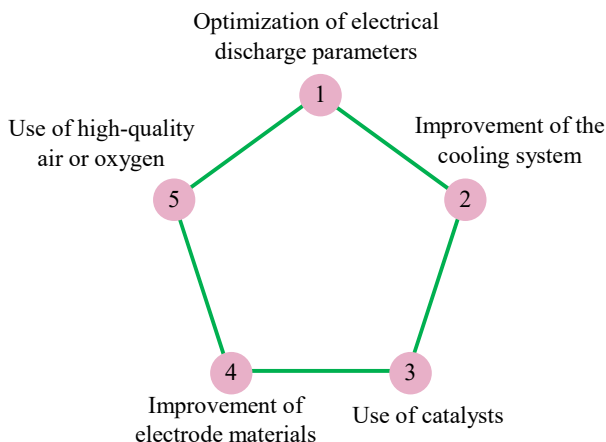 Optimization of electrical
discharge parameters
1
Use of high-quality
air or oxygen
5
Improvement of the
cooling system
2
4
Improvement of
electrode materials
3
Use of catalysts